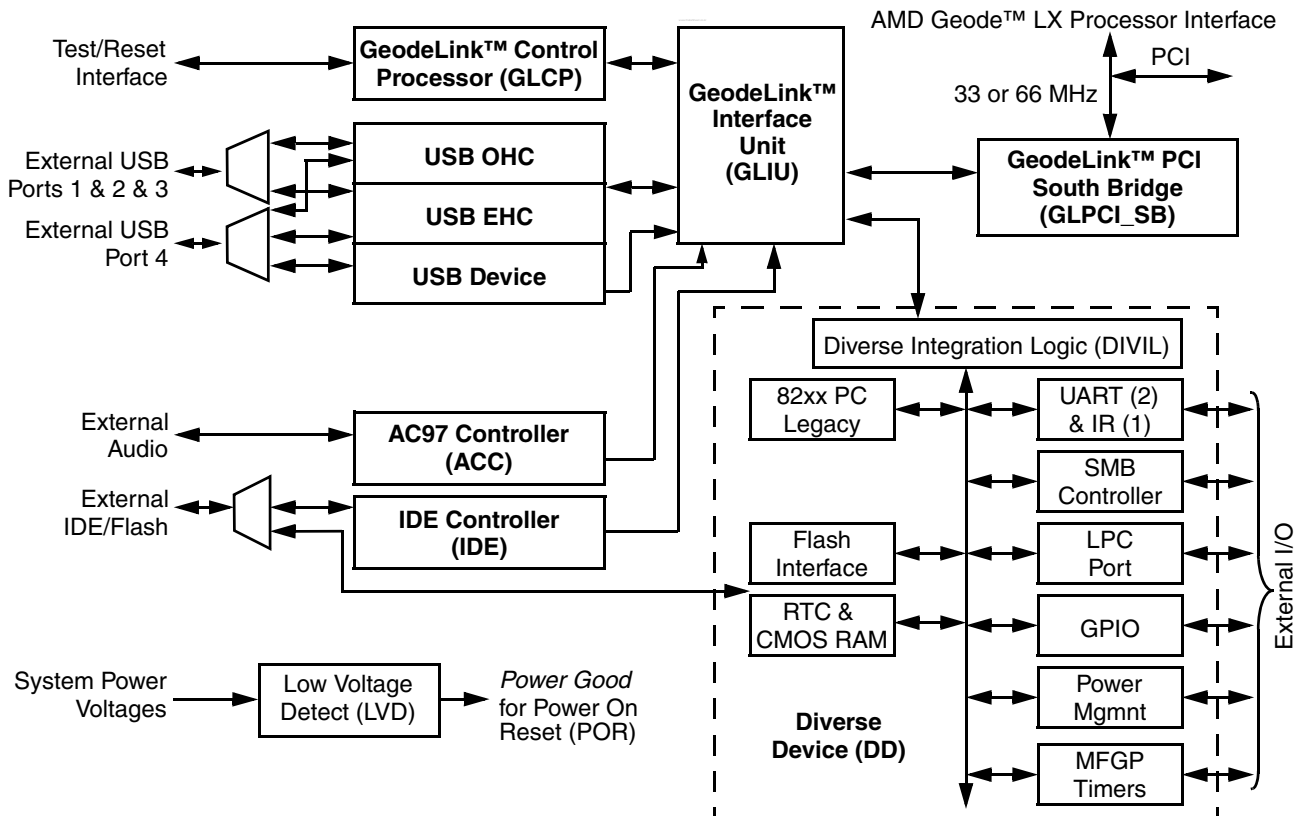 AMD Geode™ LX Processor Interface
Test/Reset
Interface
GeodeLink™ Control
Processor (GLCP)
GeodeLink™
Interface
Unit
(GLIU)
PCI
33 or 66 MHz
GeodeLink™ PCI
South Bridge
(GLPCI_SB)
External USB
Ports 1 & 2 & 3
External USB
Port 4
USB OHC
USB EHC
USB Device
Diverse Integration Logic (DIVIL)
82xx PC
Legacy
UART (2)
& IR (1)
External
Audio
AC97 Controller
(ACC)
SMB
Controller
External
IDE/Flash
IDE Controller
(IDE)
Flash
Interface
LPC
Port
RTC &
CMOS RAM
GPIO
External I/O
System Power
Voltages
Low Voltage
Detect (LVD)
Power Good
for Power On
Reset (POR)
Diverse
Device (DD)
Power
Mgmnt
MFGP
Timers